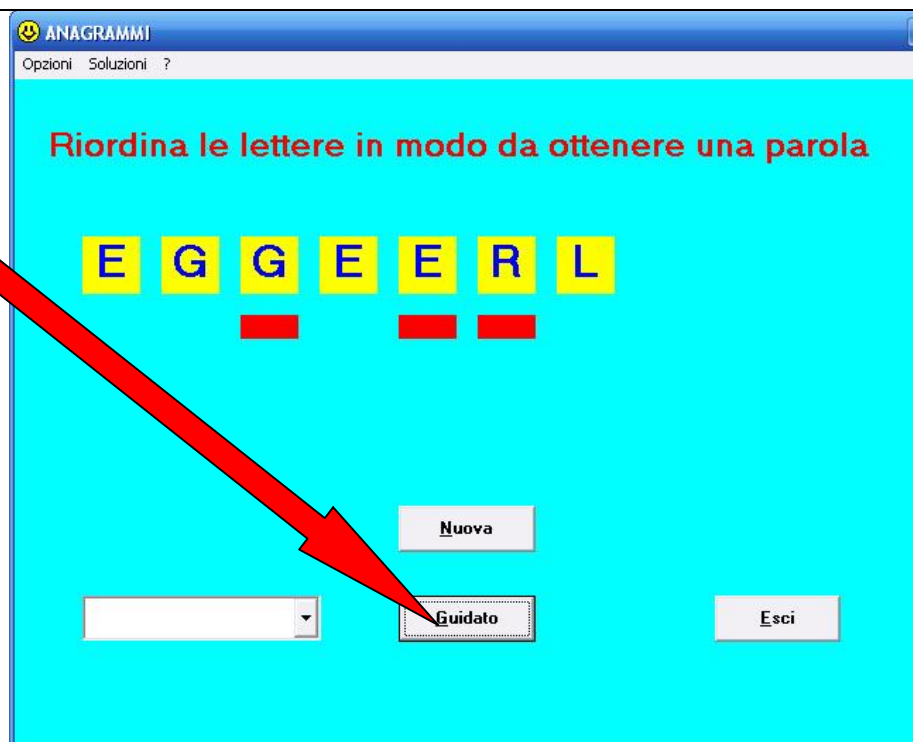 ANAGRAMMI
Opzioni Soluzioni ?
Riordina le lettere in modo da ottenere una parola
E G G E E R L
Nuova
Guidato Esci